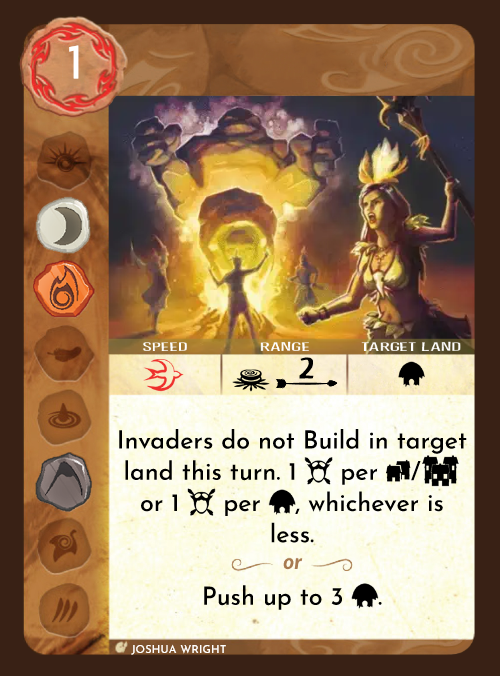 1
SPEED RANGE TARGET LAND
2
Invaders do not Build in target
land this turn. 1 per /
or 1 per , whichever is
less.
or
Push up to 3 .
JOSHUA WRIGHT